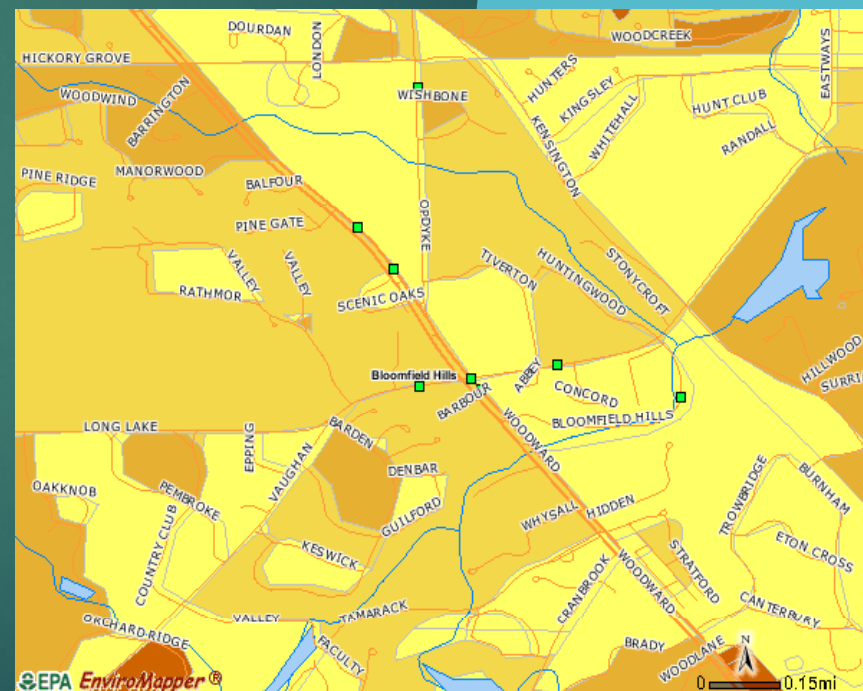 DOURDAN
LONDON
WOODCREEK
EASTWAYS
HICKORY GROVE
HUNTERS
KINGSLEY
WOODWIND
BARRINGTON
WISHBONE
HUNT CLUB
WHITEHALL
KENSINGTON
RANDALL
PINE RIDGE
MANORWOOD
BALFOUR
PINE GATE
OPDYKE
VALLEY
VALLEY
TIVERTON
HUNTINGWOOD
STONYCROFT
RATHMOR
SCENIC OAKS
HILLWOOD
SURRI
Bloomfield Hills
ABBEY
BARBOUR
CONCORD
BLOOMFIELD HILLS
WOODWARD
LONG LAKE
EPPING
BARDEN
VAUGHAN
DENBAR
OAKKNOB
PEMBROKE
GUILFORD
WHYSALL
HIDDEN
TROWBRIDGE
BURNHAM
COUNTRY CLUB
KESWICK
ETON CROSS
STRATFORD
WOODWARD
CRANBROOK
ORCHARD RIDGE
VALLEY
TAMARACK
CANTERBURY
FACULTY
BRADY
WOODLANE
N
EPA EnviroMapper ®
0 0.15mi